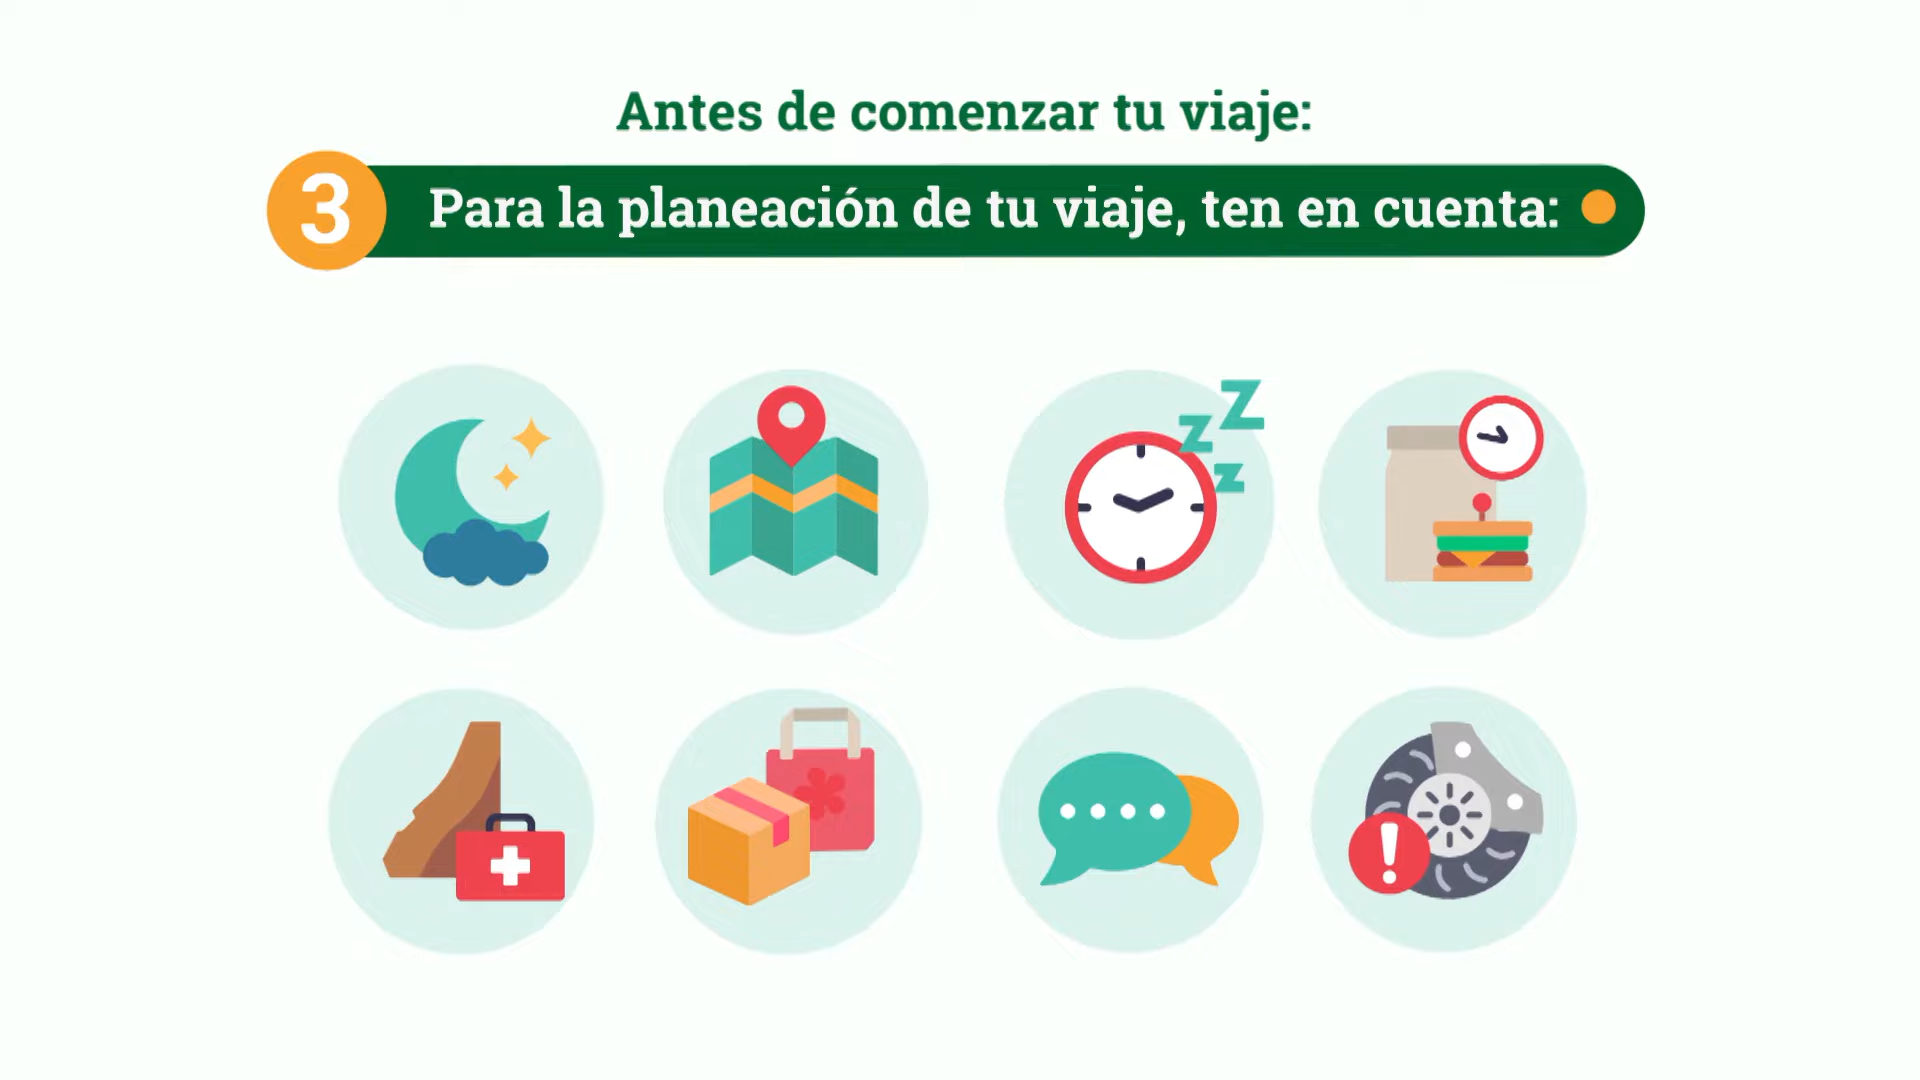 Antes de comenzar tu viaje:
3 Para la planeación de tu viaje, ten en cuenta:
Z
Z
Z